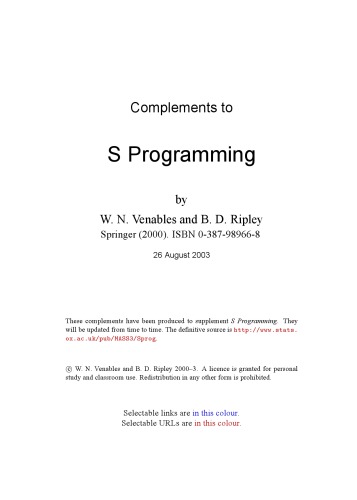 Complements to
S Programming
by
W. N. Venables and B. D. Ripley
Springer (2000). ISBN 0-387-98966-8
26 August 2003
These complements have been produced to supplement S Programming. They
will be updated from time to time. The definitive source is http://www.stats.
ox.ac.uk/pub/MASS3/Sprog.
© W. N. Venables and B. D. Ripley 2000–3. A licence is granted for personal
study and classroom use. Redistribution in any other form is prohibited.
Selectable links are in this colour.
Selectable URLs are in this colour.